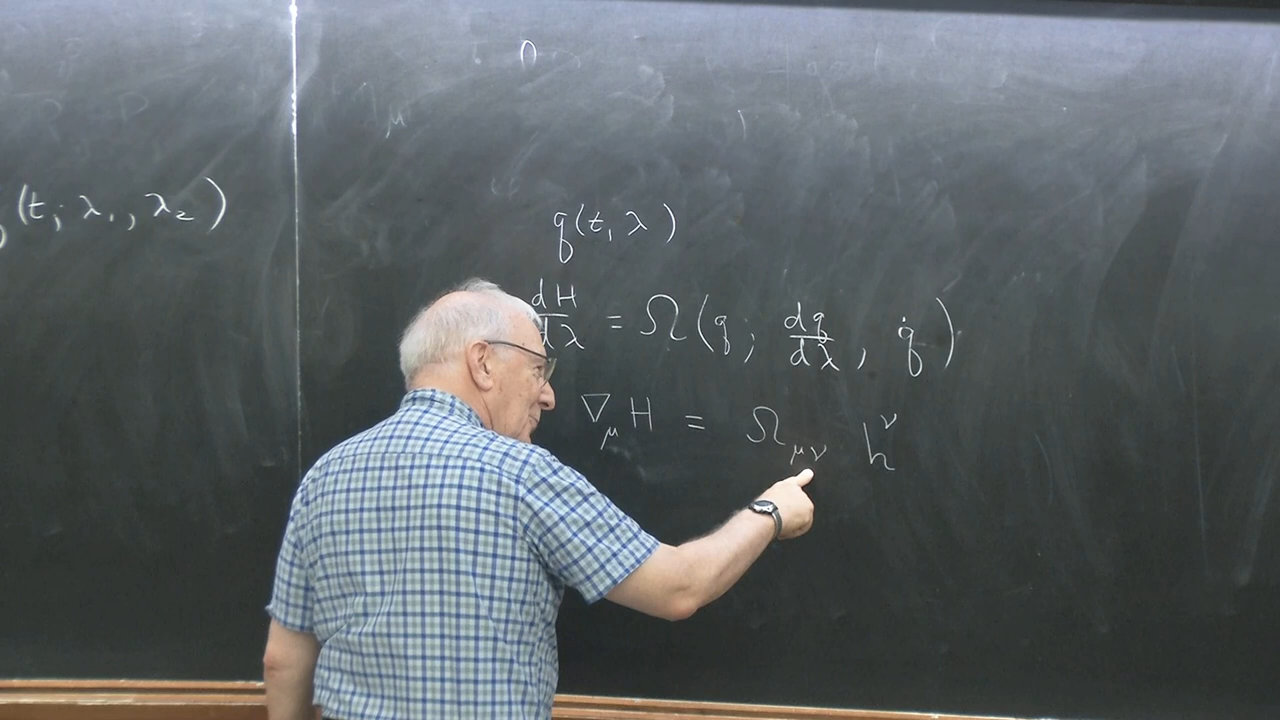 (t; λ₁, λ₂)
q(t, λ)
dH/dλ = Ω(q; dq/dλ, q̇)
∇_μ H = Ω_μν h^ν